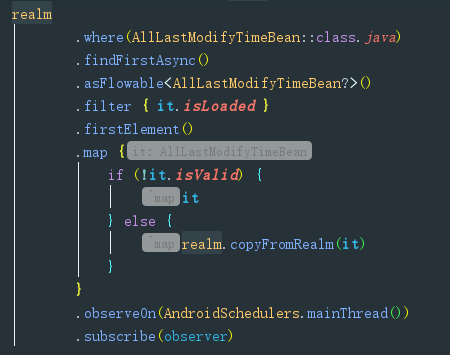 realm
.where(AllLastModifyTimeBean::class.java)
.findFirstAsync()
.asFlowable<AllLastModifyTimeBean?>()
.filter { it.isLoaded }
.firstElement()
.map { it: AllLastModifyTimeBean
if (!it.isValid) {
^map it
} else {
^map realm.copyFromRealm(it)
}
}
.observeOn(AndroidSchedulers.mainThread())
.subscribe(observer)